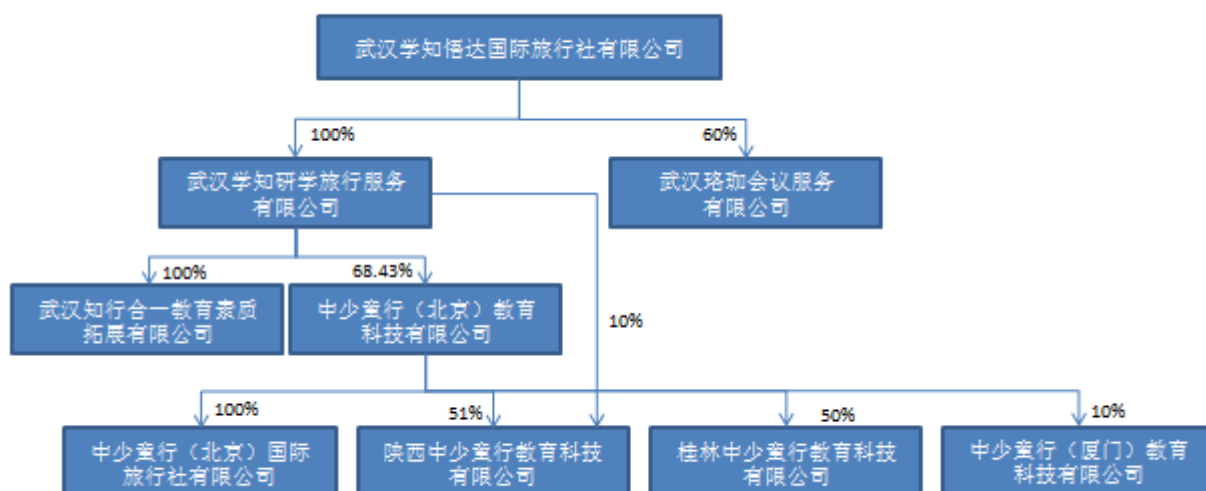 武汉学知悟达国际旅行社有限公司
100%
60%
武汉学知研学旅行服务
有限公司
武汉珞珈会议服务
有限公司
100%
68.43%
10%
武汉知行合一教育素质
拓展有限公司
中少童行（北京）教育
科技有限公司
100%
51%
50%
10%
中少童行（北京）国际
旅行社有限公司
陕西中少童行教育科技
有限公司
桂林中少童行教育科技
有限公司
中少童行（厦门）教育
科技有限公司